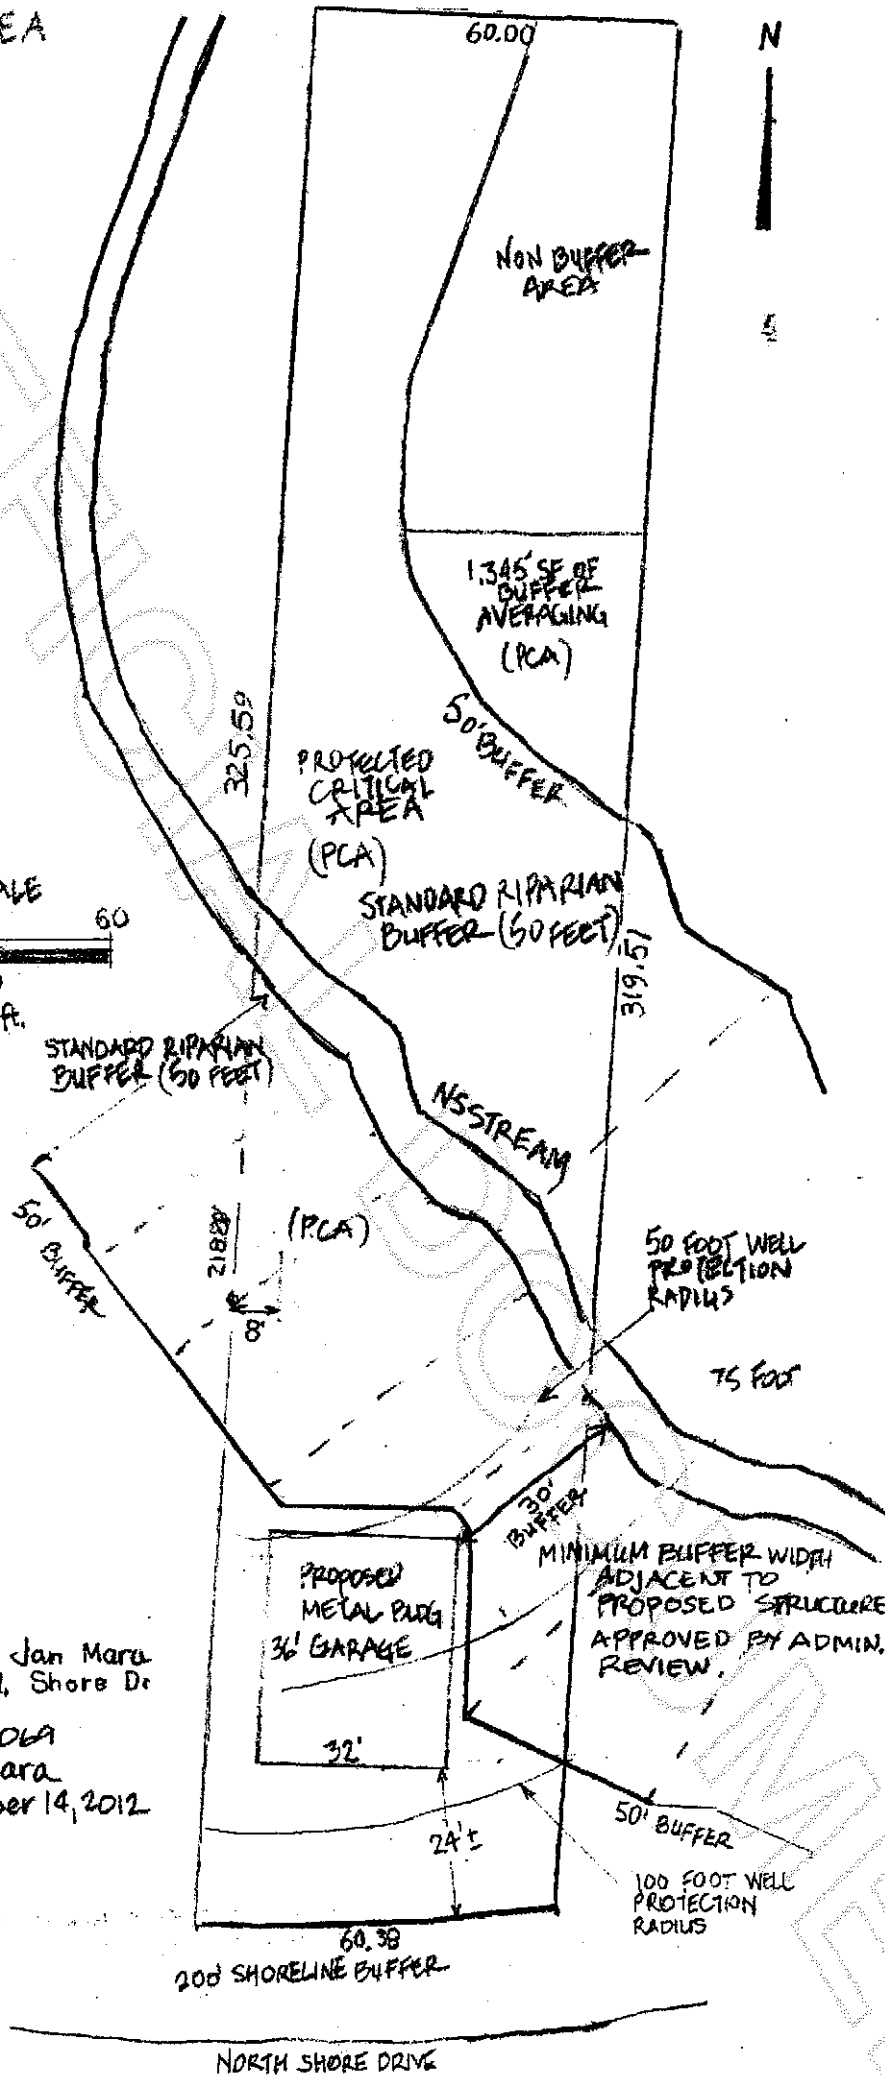 EA
60.00
N
NON BUFFER
AREA
1,345 SF OF
BUFFER
AVERAGING
(PCA)
50' BUFFER
325.59
PROTECTED
CRITICAL
AREA
(PCA)
STANDARD RIPARIAN
BUFFER (50 FEET)
319.51
ALE
60
ft.
STANDARD RIPARIAN
BUFFER (50 FEET)
NS STREAM
50'
BUFFER
(PCA)
8'
50 FOOT WELL
PROTECTION
RADIUS
75 FOOT
30'
BUFFER
MINIMUM BUFFER WIDTH
ADJACENT TO
PROPOSED STRUCTURE
APPROVED BY ADMIN.
REVIEW.
PROPOSED
METAL BLDG
36' GARAGE
32'
Jan Mara
Shore Dr
069
ara
ber 14, 2012
24'±
50' BUFFER
100 FOOT WELL
PROTECTION
RADIUS
60.38
200' SHORELINE BUFFER
NORTH SHORE DRIVE